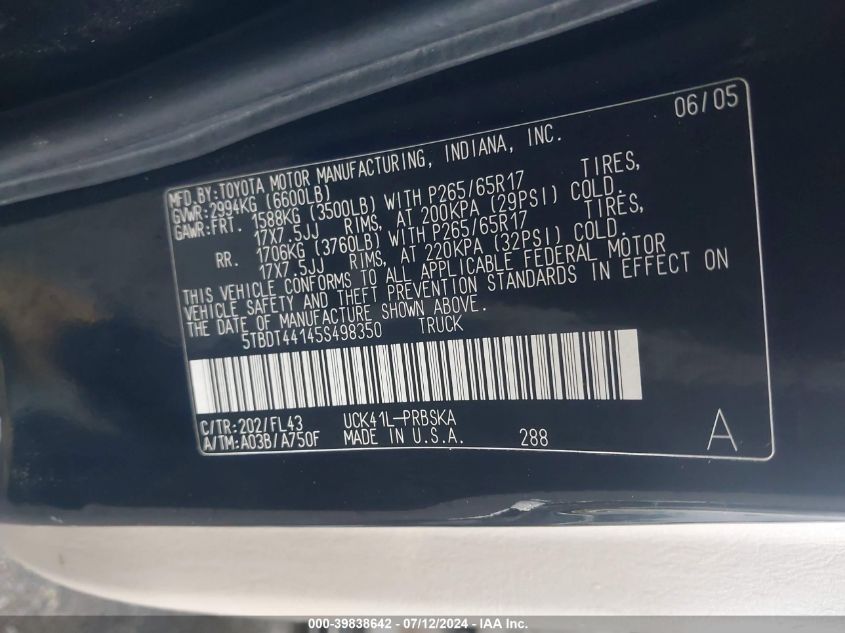 06/05
MFD.BY:TOYOTA MOTOR MANUFACTURING, INDIANA, INC.
GVWR:2994KG (6600LB)
GAWR:FRT. 1588KG (3500LB) WITH P265/65R17 TIRES,
17X7.5JJ RIMS, AT 200KPA (29PSI) COLD.
RR. 1706KG (3760LB) WITH P265/65R17 TIRES,
17X7.5JJ RIMS, AT 220KPA (32PSI) COLD.
THIS VEHICLE CONFORMS TO ALL APPLICABLE FEDERAL MOTOR
VEHICLE SAFETY AND THEFT PREVENTION STANDARDS IN EFFECT ON
THE DATE OF MANUFACTURE SHOWN ABOVE.
5TBDT44145S498350 TRUCK
C/TR:202/FL43 UCK41L-PRBSKA
A/TM:A03B/A750F MADE IN U.S.A. 288 A
000-39838642 - 07/12/2024 - IAA Inc.